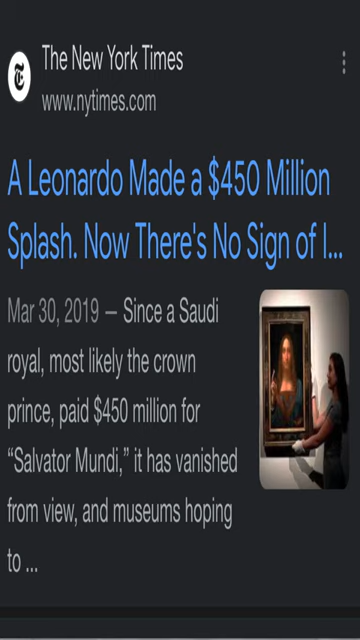 The New York Times
www.nytimes.com
A Leonardo Made a $450 Million
Splash. Now There's No Sign of I...
Mar 30, 2019 — Since a Saudi
royal, most likely the crown
prince, paid $450 million for
“Salvator Mundi,” it has vanished
from view, and museums hoping
to ...